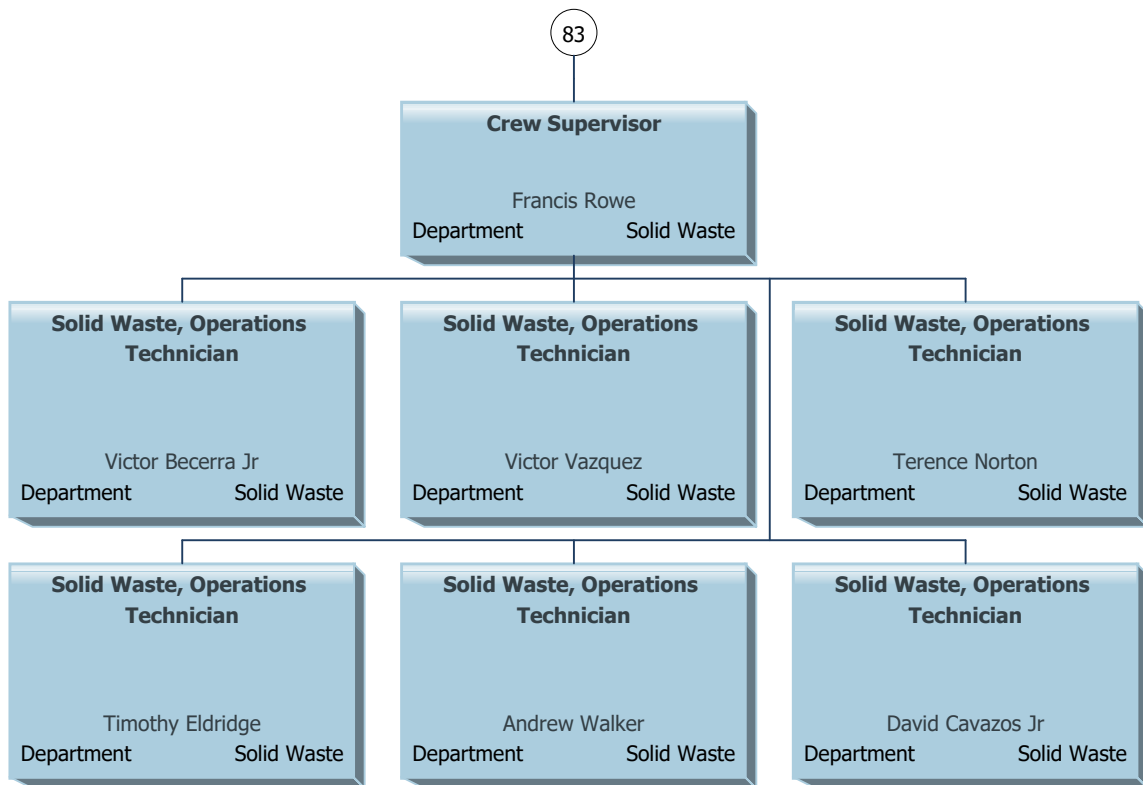 83
Crew Supervisor
Francis Rowe
Department Solid Waste
Solid Waste, Operations
Technician
Victor Becerra Jr
Department Solid Waste
Solid Waste, Operations
Technician
Victor Vazquez
Department Solid Waste
Solid Waste, Operations
Technician
Terence Norton
Department Solid Waste
Solid Waste, Operations
Technician
Timothy Eldridge
Department Solid Waste
Solid Waste, Operations
Technician
Andrew Walker
Department Solid Waste
Solid Waste, Operations
Technician
David Cavazos Jr
Department Solid Waste